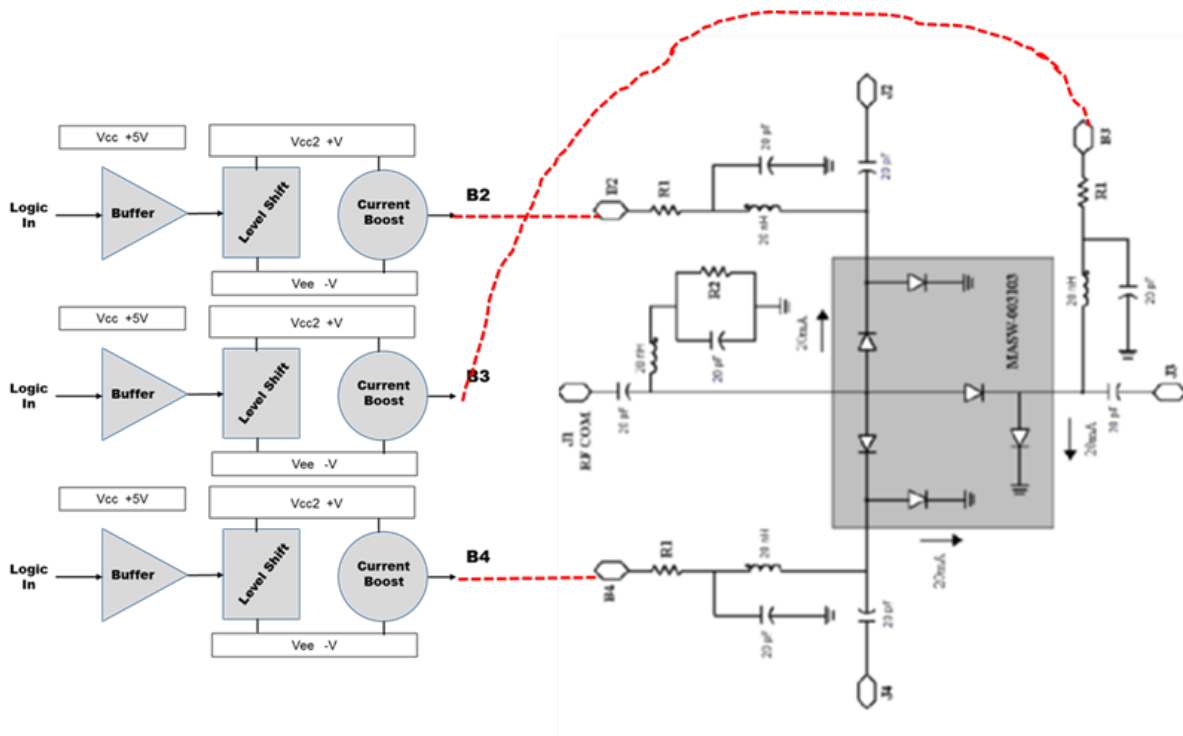 Vcc +5V
Vcc2 +V
Logic
In
Buffer
Level Shift
Current
Boost
B2
Vee -V
Vcc +5V
Vcc2 +V
Logic
In
Buffer
Level Shift
Current
Boost
B3
Vee -V
Vcc +5V
Vcc2 +V
Logic
In
Buffer
Level Shift
Current
Boost
B4
Vee -V
J2
20 pF
20 pF
B2
R1
20 nH
B3
R1
20 nH
20 pF
R2
20 pF
20 nH
20mA
MASW-003103
J1
RF COM
20 pF
J3
30 pF
20mA
B4
R1
20 nH
20 pF
20mA
20 pF
J4